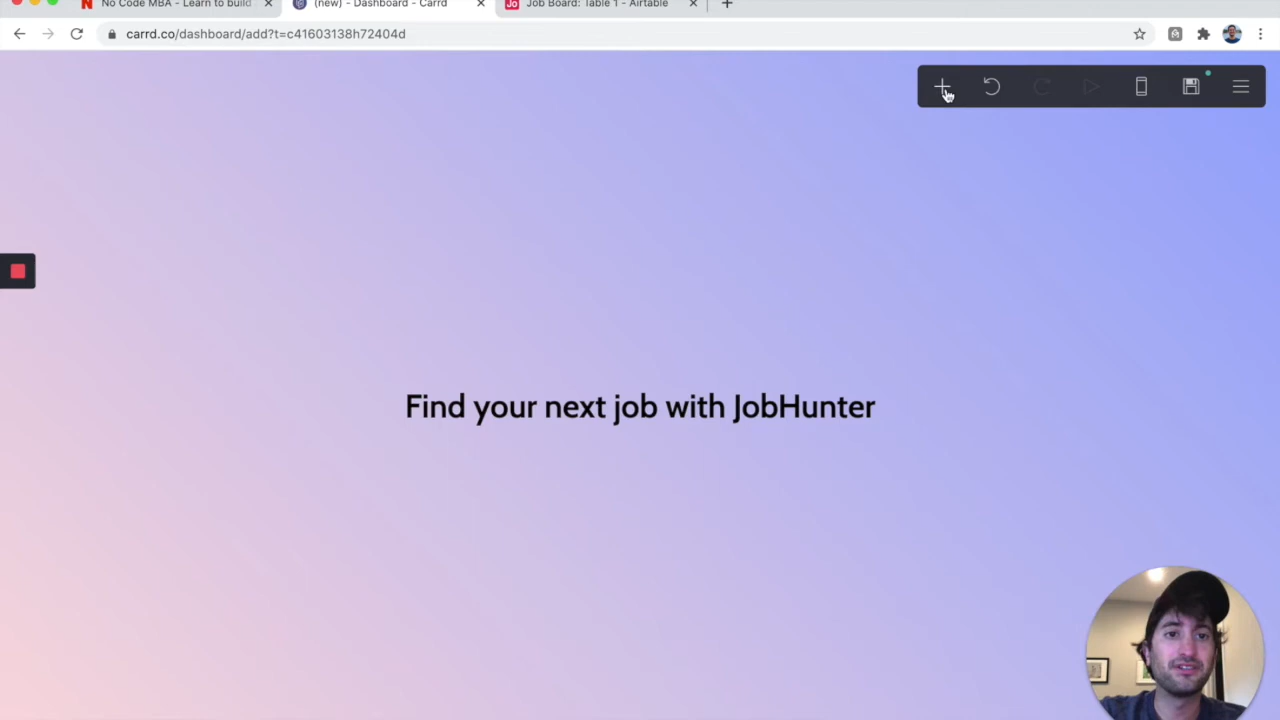 No Code MBA - Learn to build
(new) - Dashboard - Carrd
Jo
Job Board: Table 1 - Airtable
carrd.co/dashboard/add?t=c41603138h72404d
Find your next job with JobHunter